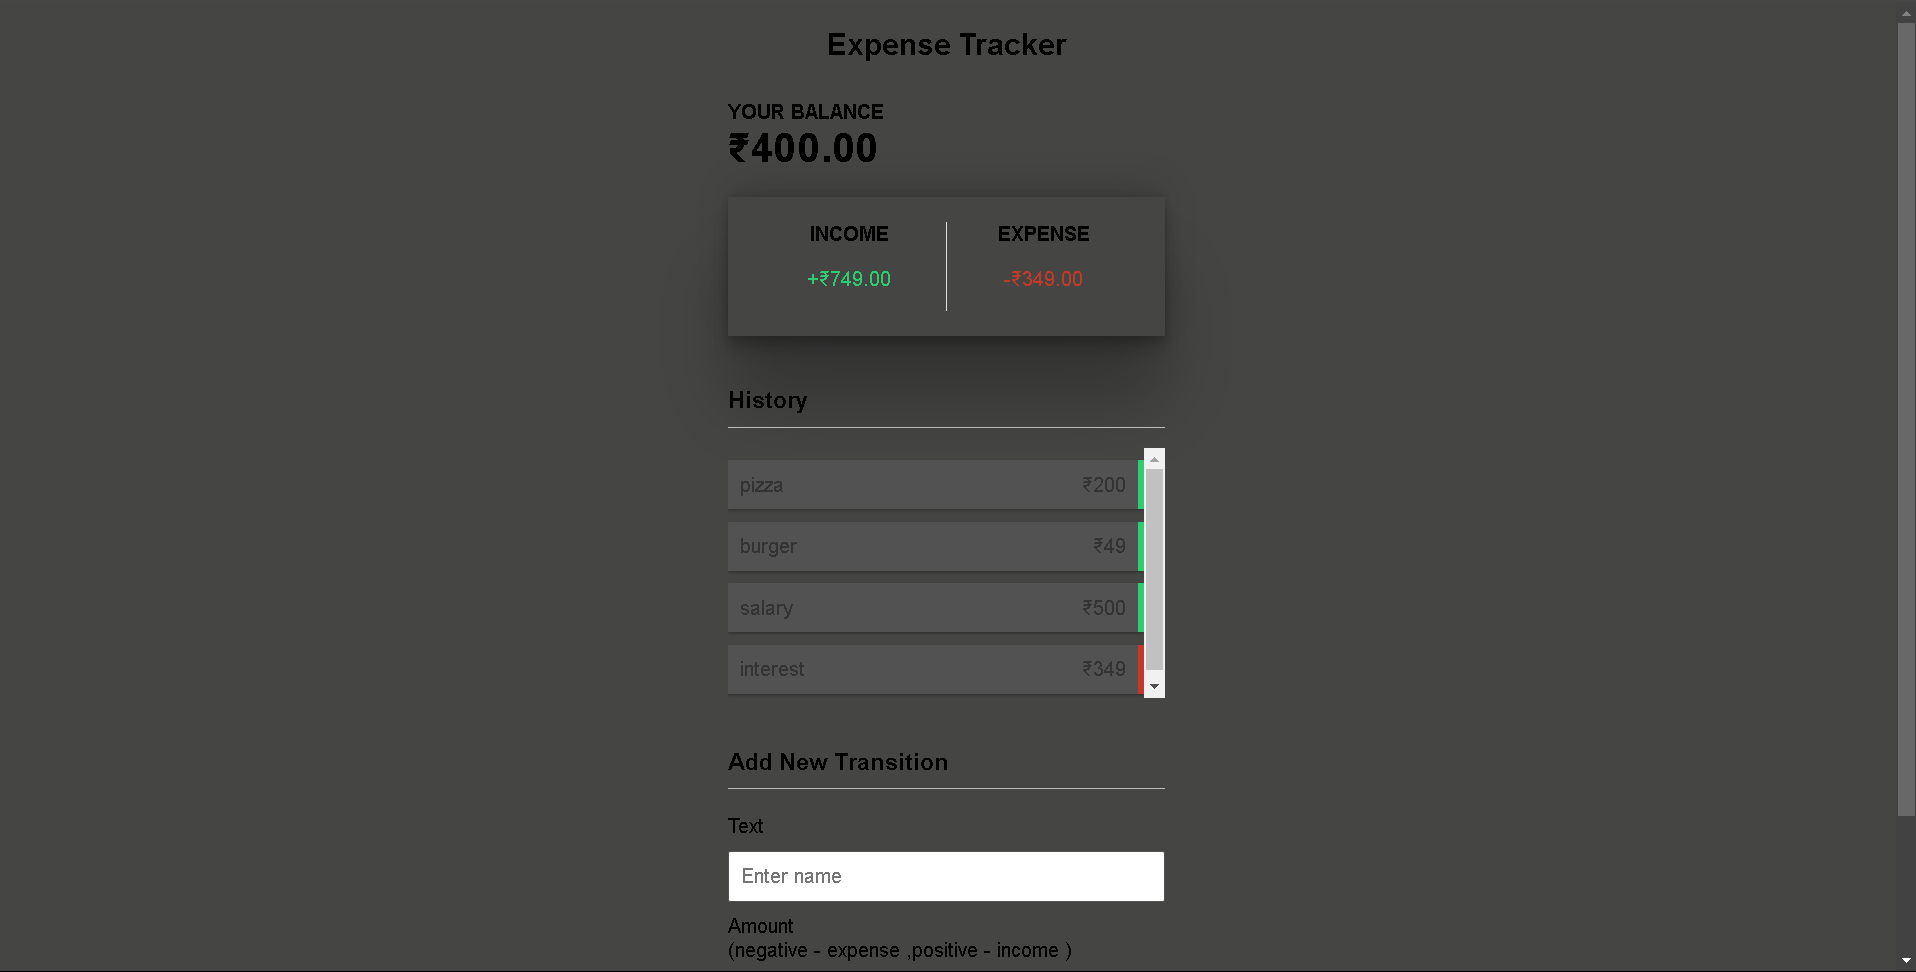 Expense Tracker
YOUR BALANCE
₹400.00
INCOME EXPENSE
+₹749.00 -₹349.00
History
pizza ₹200
burger ₹49
salary ₹500
interest ₹349
Add New Transition
Text
Enter name
Amount
(negative - expense ,positive - income )